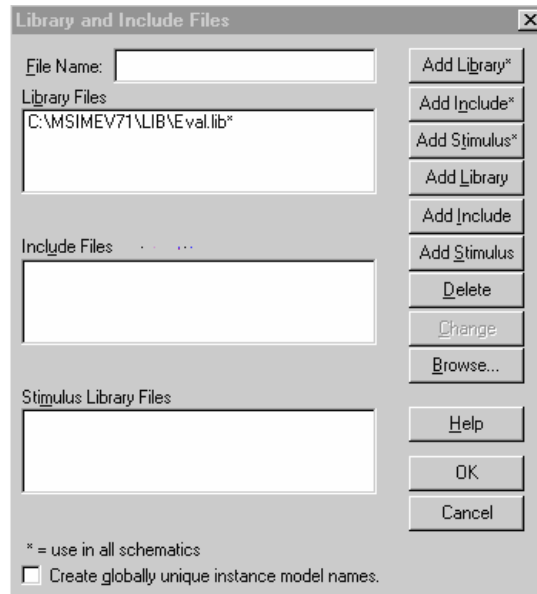 Library and Include Files
File Name:
Library Files
C:\MSIMEV71\LIB\Eval.lib*
Include Files
Stimulus Library Files
* = use in all schematics
Create globally unique instance model names.
Add Library*
Add Include*
Add Stimulus*
Add Library
Add Include
Add Stimulus
Delete
Change
Browse...
Help
OK
Cancel